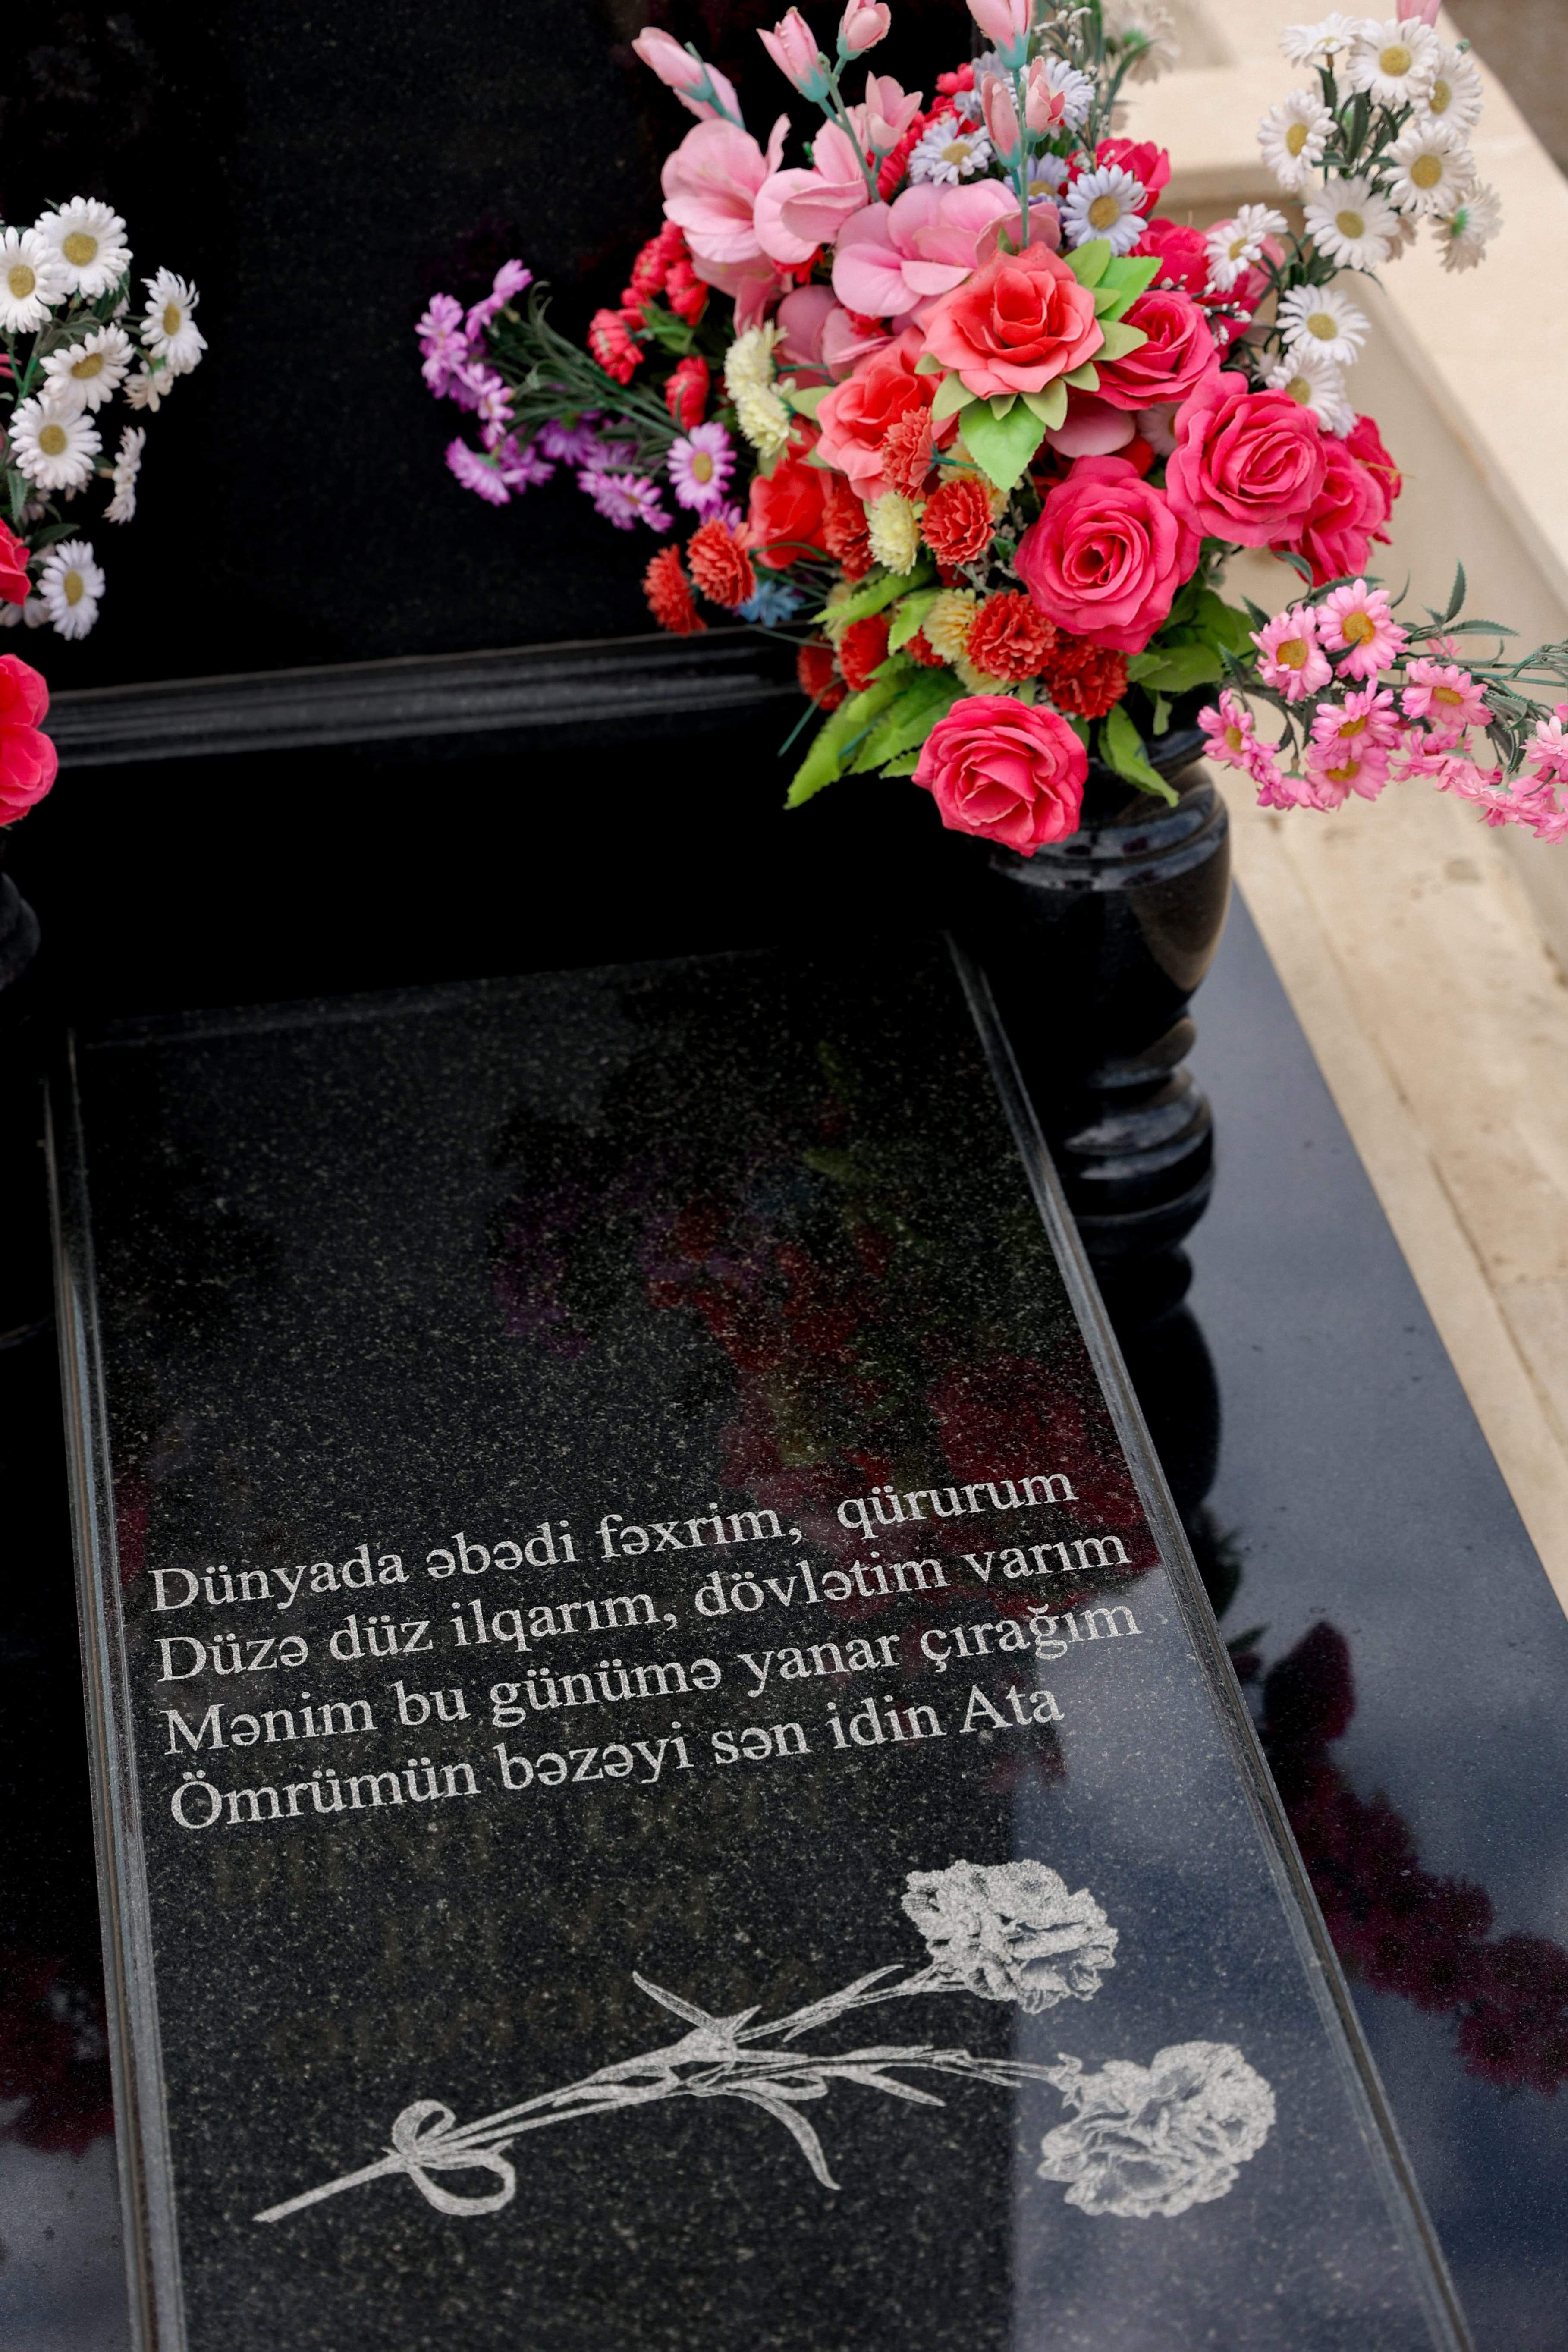 Dünyada əbədi fəxrim, qürurum
Düzə düz ilqarım, dövlətim varım
Mənim bu günümə yanar çırağım
Ömrümün bəzəyi sən idin Ata